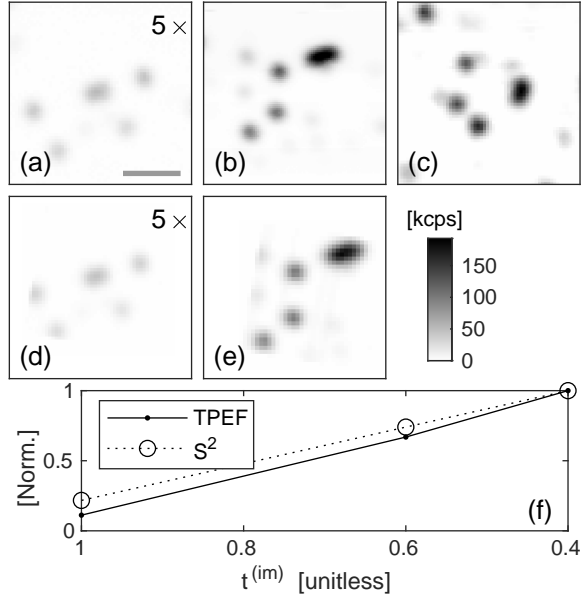 5 ×
(a)
(b)
(c)
5 ×
(d)
(e)
[kcps]
150
100
50
0
1
0.5
0
[Norm.]
TPEF
S²
(f)
1
0.8
0.6
0.4
t⁽ⁱᵐ⁾ [unitless]